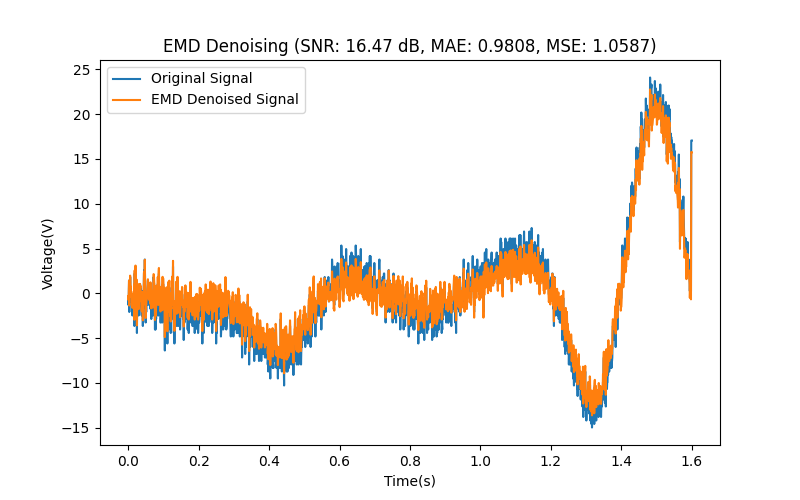 EMD Denoising (SNR: 16.47 dB, MAE: 0.9808, MSE: 1.0587)
Original Signal
EMD Denoised Signal
25
20
15
10
5
0
−5
−10
−15
Voltage(V)
0.0 0.2 0.4 0.6 0.8 1.0 1.2 1.4 1.6
Time(s)